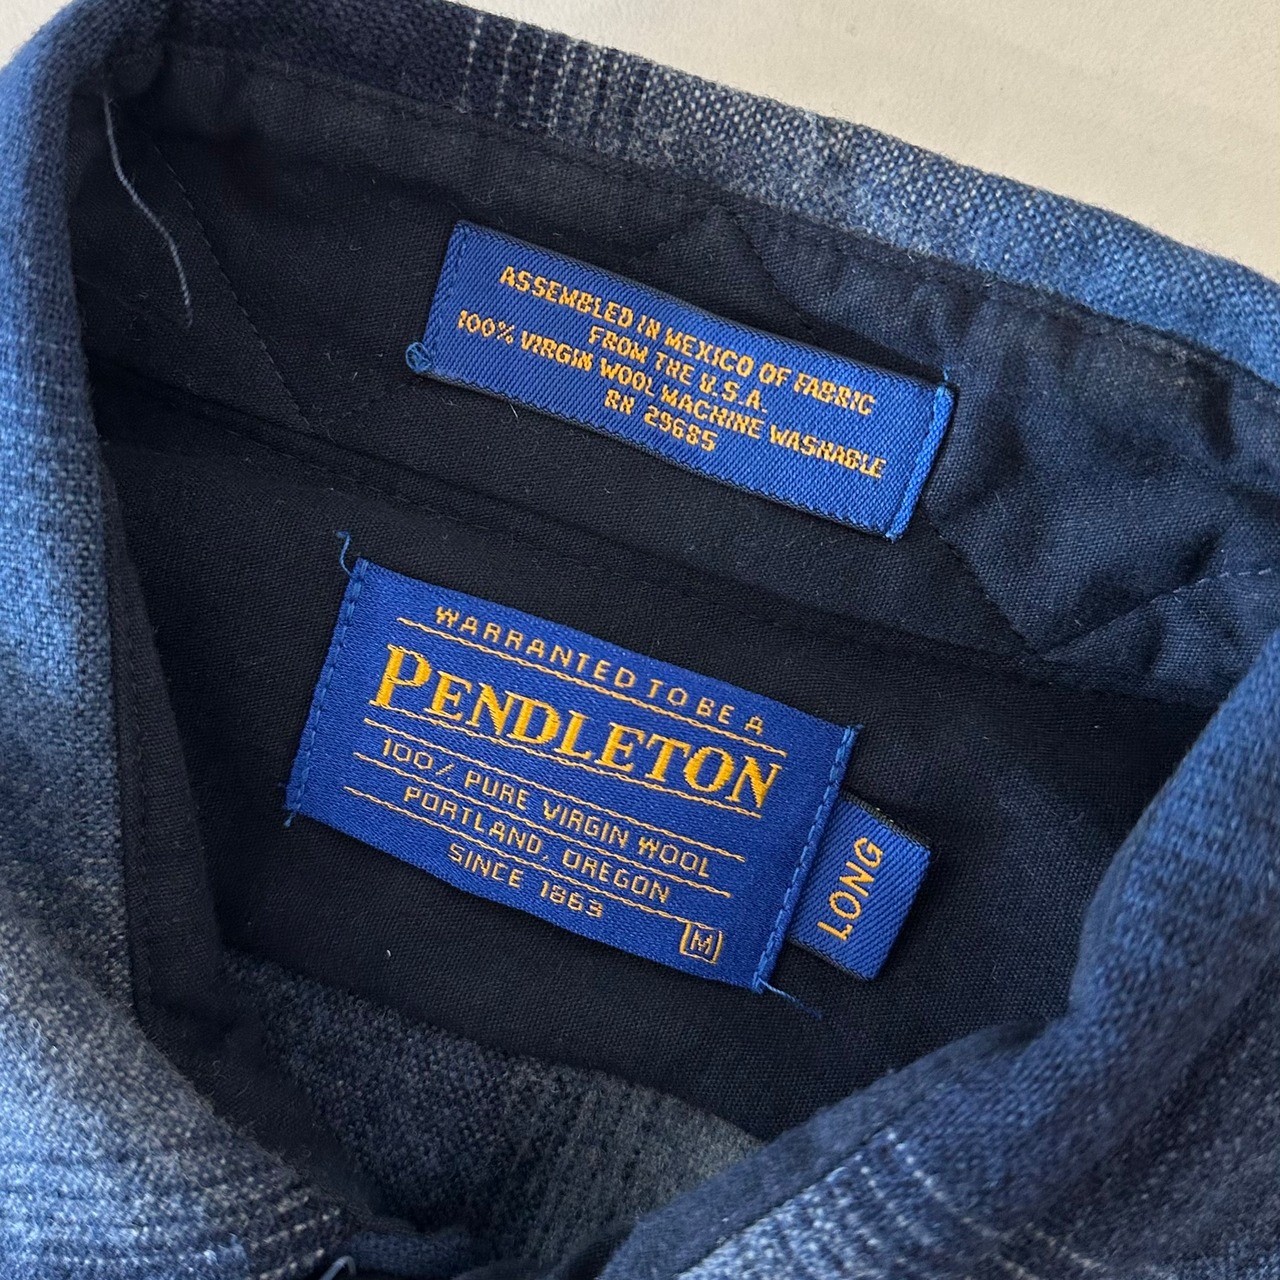 ASSEMBLED IN MEXICO OF FABRIC
FROM THE U.S.A.
100% VIRGIN WOOL MACHINE WASHABLE
RN 29685
WARRANTED TO BE A
PENDLETON
100% PURE VIRGIN WOOL
PORTLAND, OREGON
SINCE 1863
M
LONG